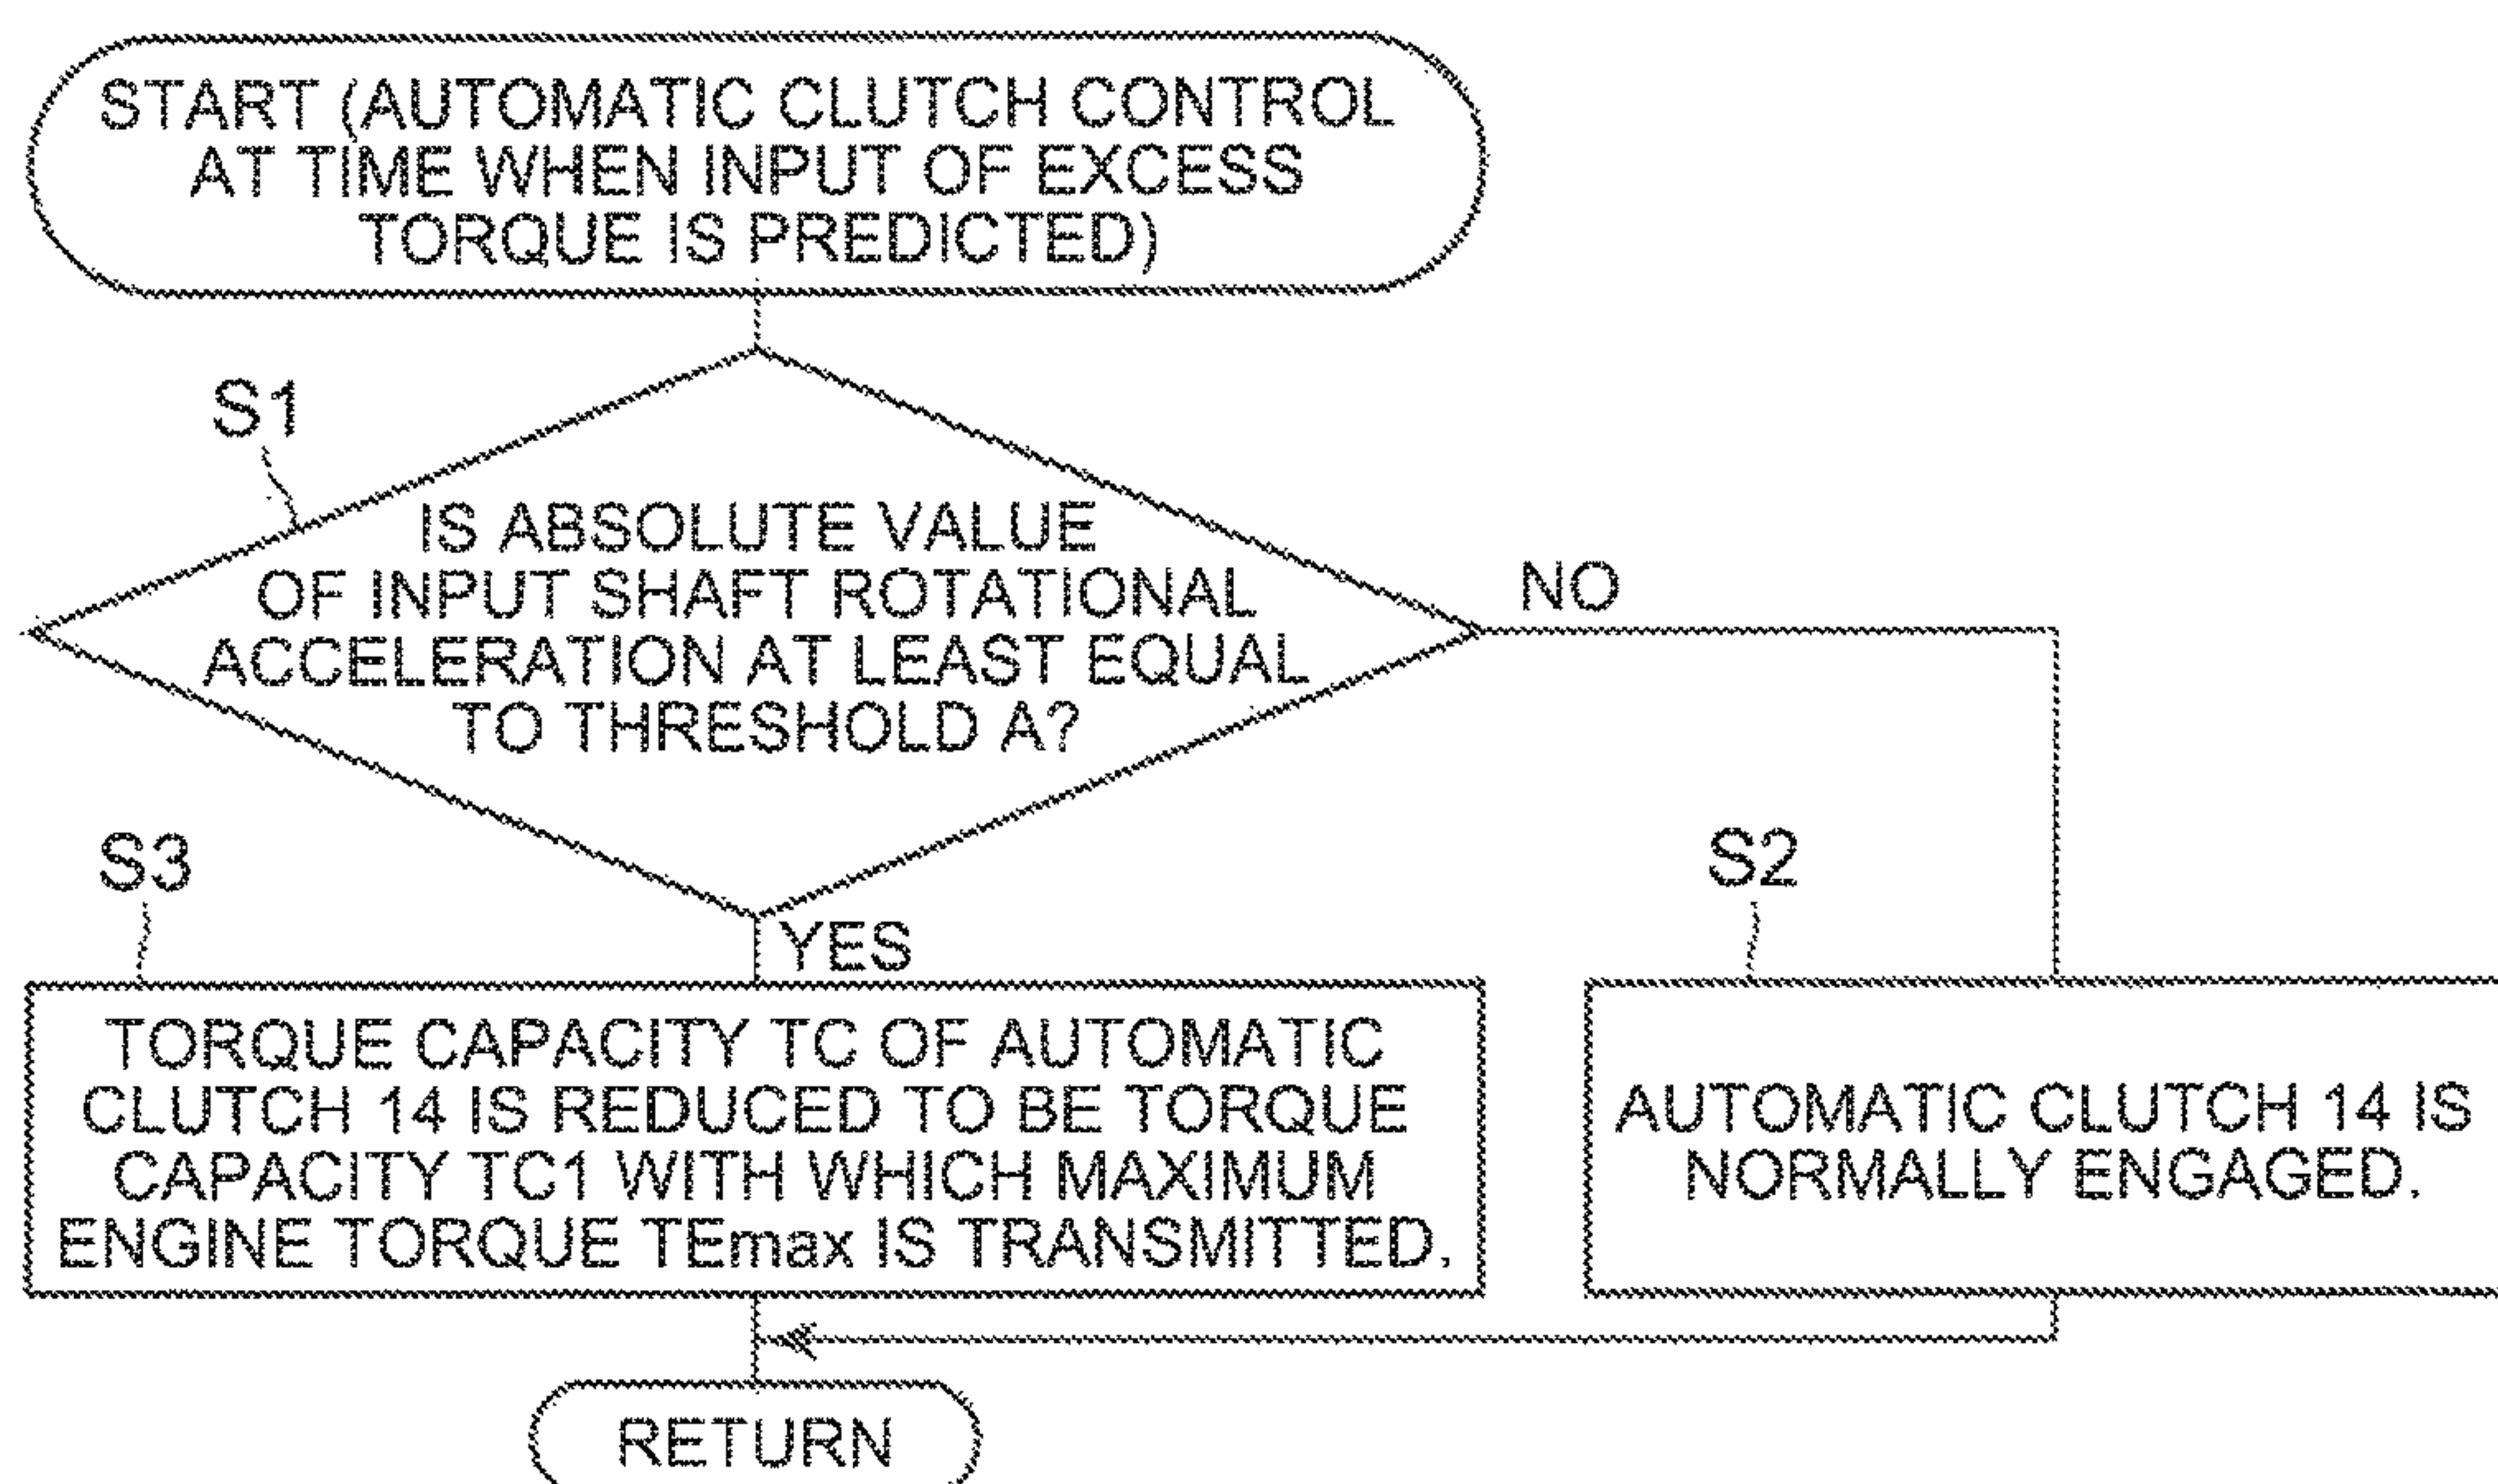 START (AUTOMATIC CLUTCH CONTROL
AT TIME WHEN INPUT OF EXCESS
TORQUE IS PREDICTED)
S1
IS ABSOLUTE VALUE
OF INPUT SHAFT ROTATIONAL
ACCELERATION AT LEAST EQUAL
TO THRESHOLD A?
NO
YES
S3
TORQUE CAPACITY TC OF AUTOMATIC
CLUTCH 14 IS REDUCED TO BE TORQUE
CAPACITY TC1 WITH WHICH MAXIMUM
ENGINE TORQUE TEmax IS TRANSMITTED.
S2
AUTOMATIC CLUTCH 14 IS
NORMALLY ENGAGED.
RETURN